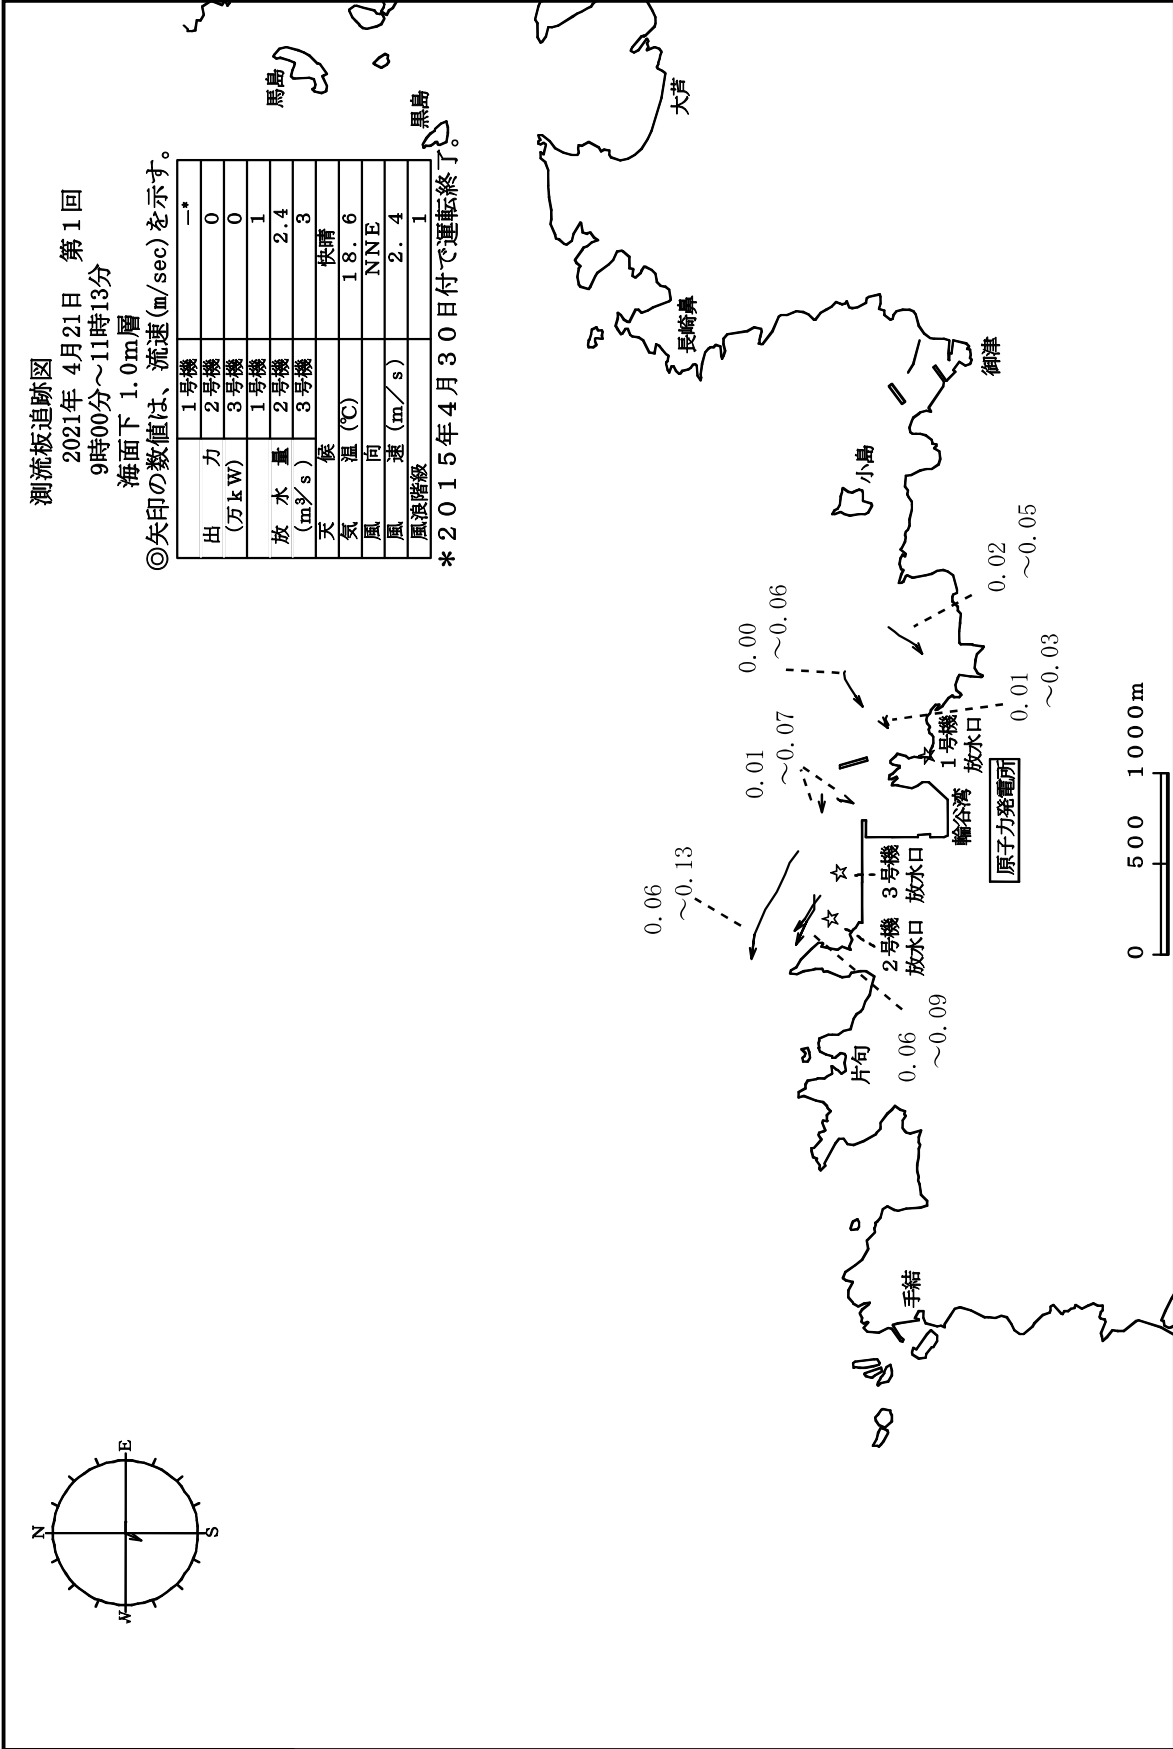 測流板追跡図
2021年 4月21日 第1回
9時00分～11時13分
海面下 1.0m層
◎矢印の数値は、流速(m/sec)を示す。
出力(万kW) 1号機 －*
2号機 0
3号機 0
放水量(m³/s) 1号機 1
2号機 2.4
3号機 3
天候 快晴
気温(℃) 18.6
風向 NNE
風速(m/s) 2.4
風浪階級 1
*2015年4月30日付で運転終了。
N
W
E
S
馬島
黒島
大芦
長崎鼻
御津
小島
0.00
～0.06
0.02
～0.05
0.01
～0.07
0.01
～0.03
0.06
～0.13
0.06
～0.09
1号機
放水口
輪谷湾
原子力発電所
3号機
放水口
2号機
放水口
片句
手結
0 500 1000m